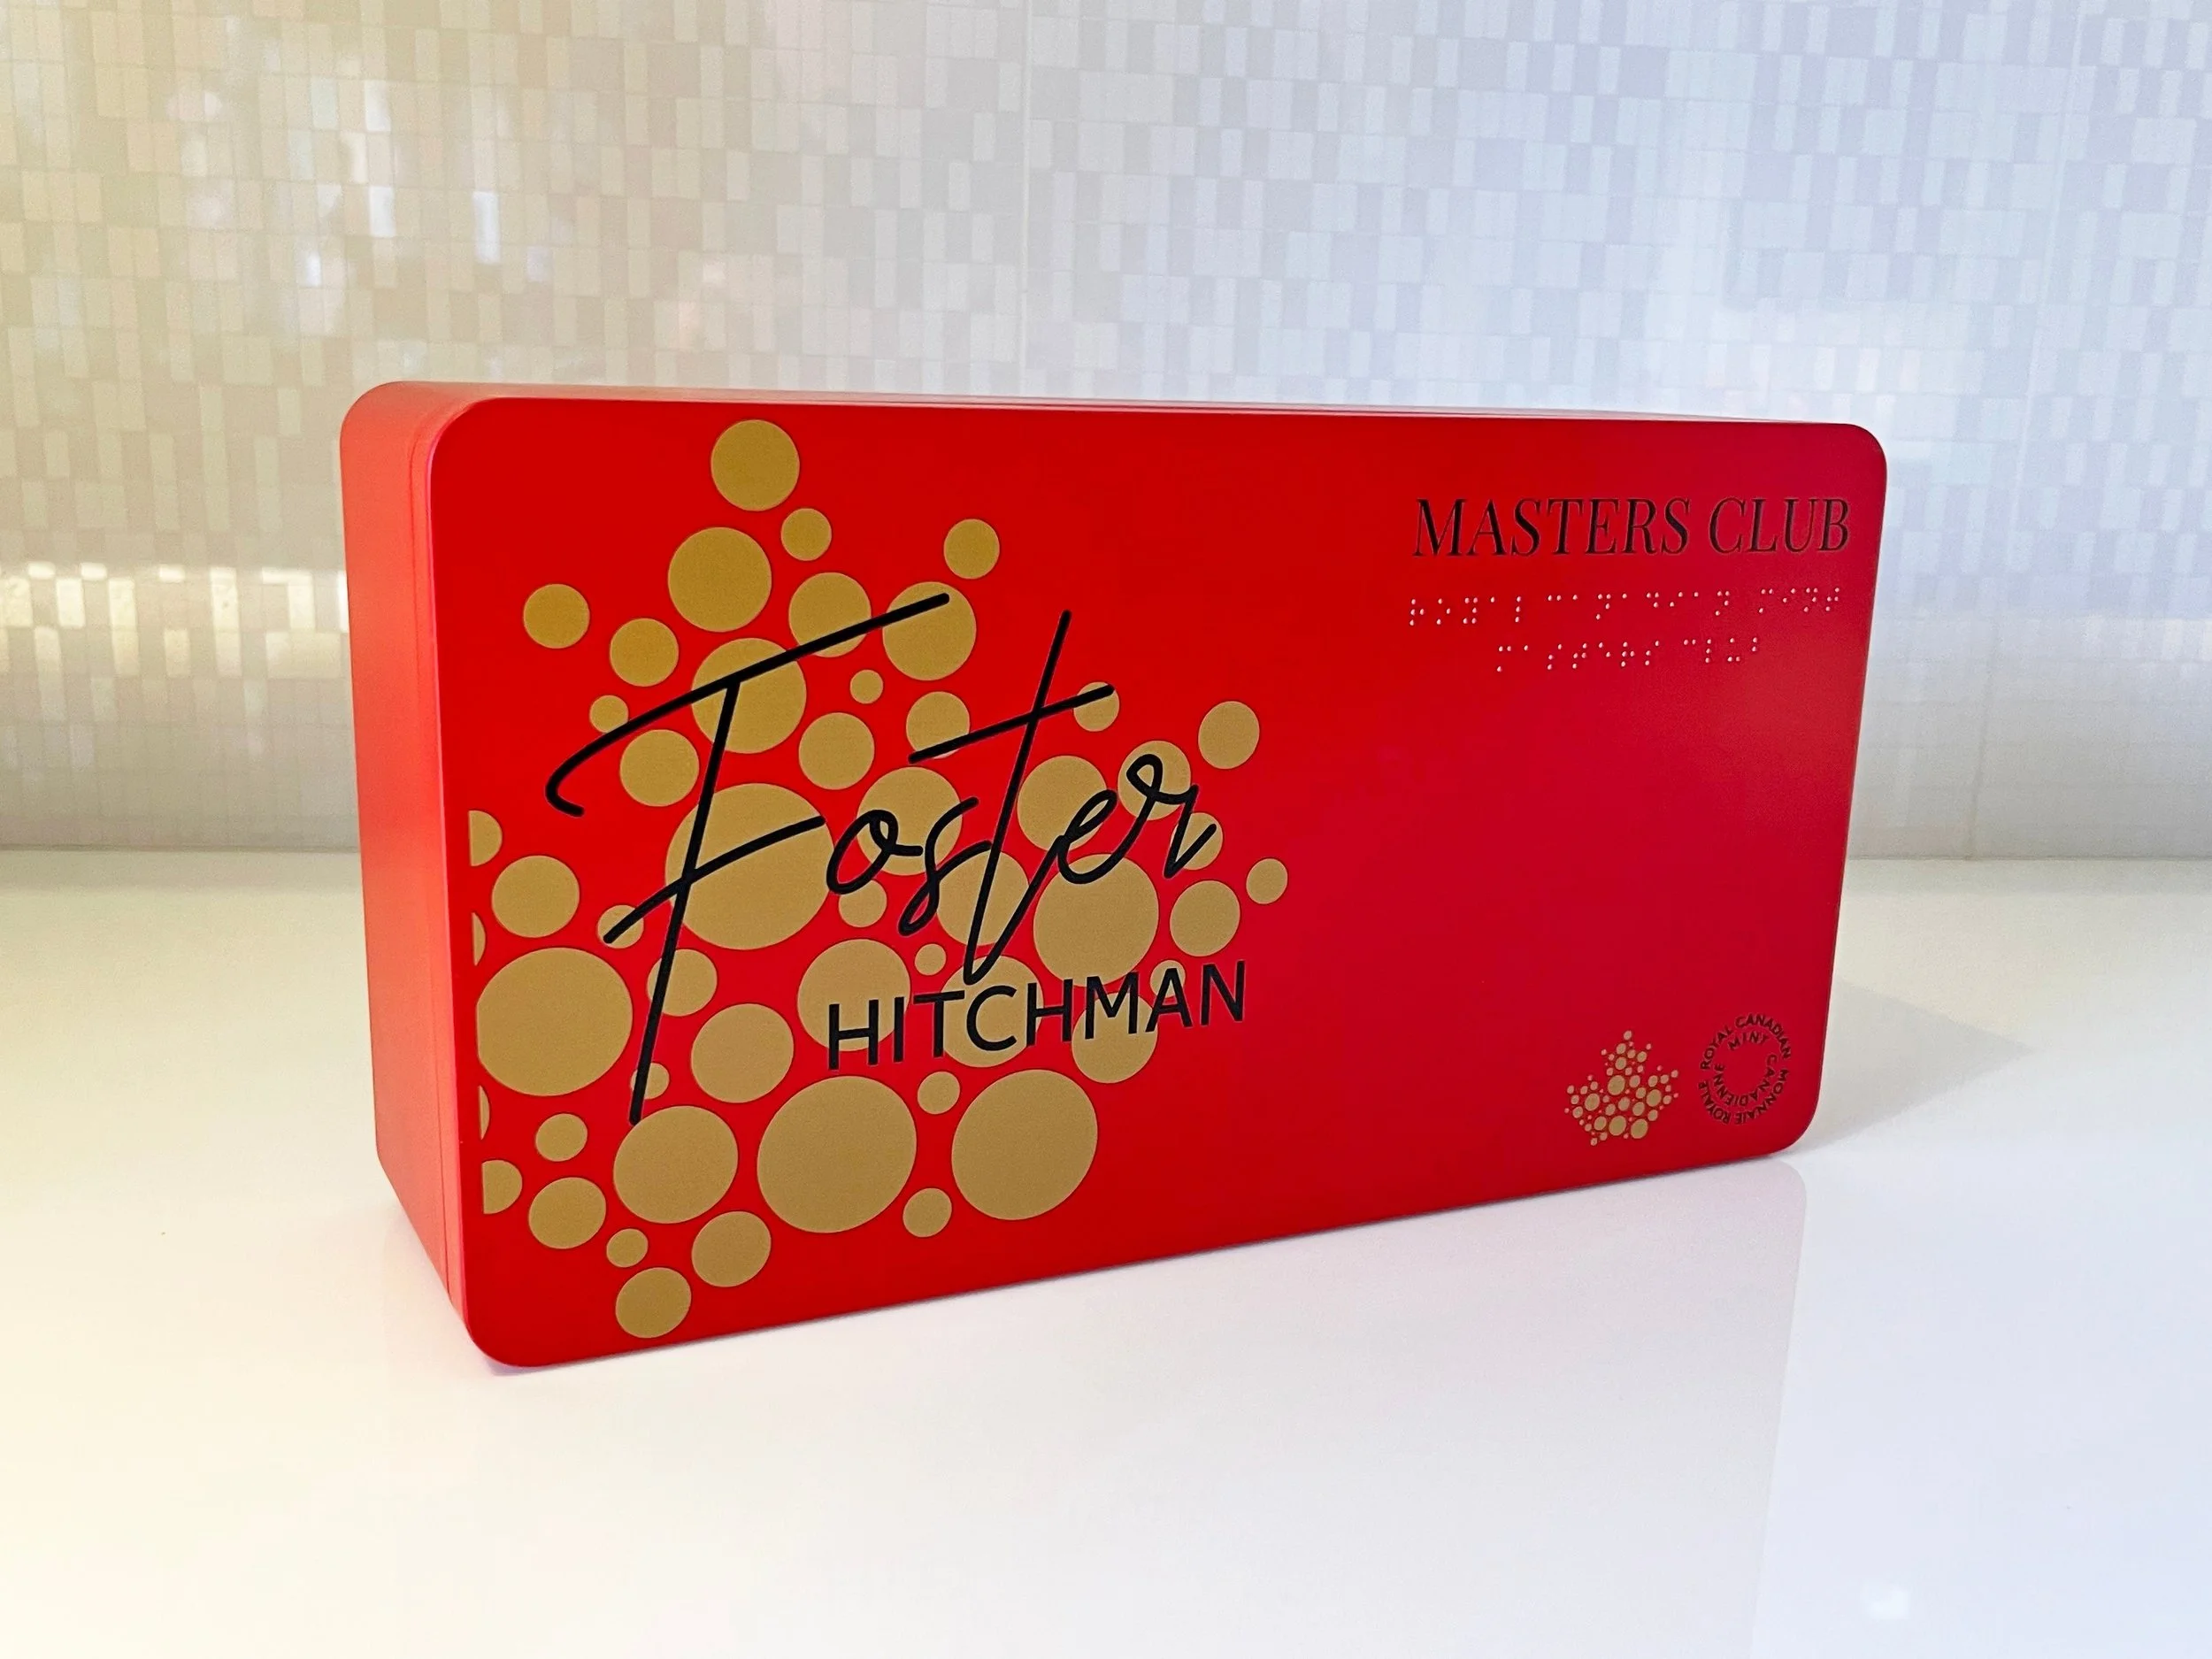 MASTERS CLUB
⠗⠕⠽⠁⠇ ⠉⠁⠝⠁⠙⠊⠁⠝ ⠍⠊⠝⠞
⠍⠁⠎⠞⠑⠗⠎ ⠉⠇⠥⠃
Foster
HITCHMAN
ROYAL CANADIAN MINT
MONNAIE ROYALE CANADIENNE